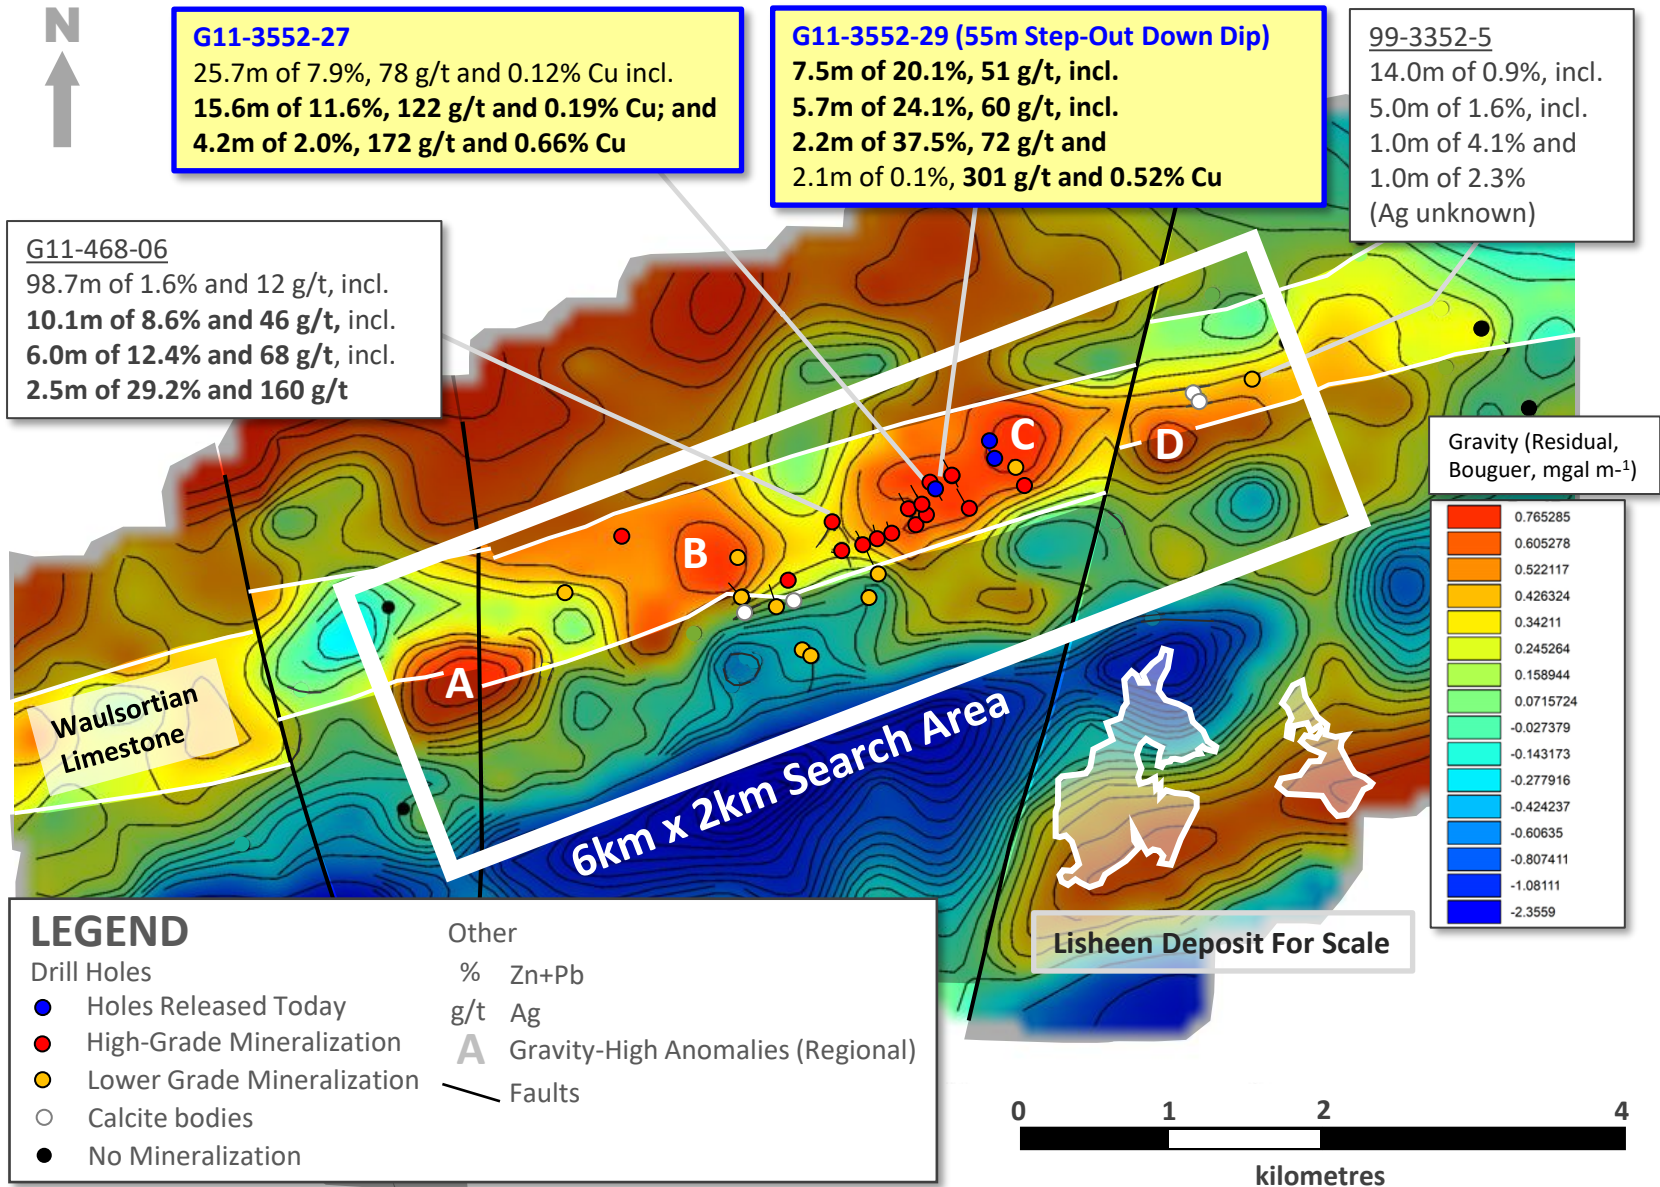 N
G11-3552-27
25.7m of 7.9%, 78 g/t and 0.12% Cu incl.
15.6m of 11.6%, 122 g/t and 0.19% Cu; and
4.2m of 2.0%, 172 g/t and 0.66% Cu
G11-3552-29 (55m Step-Out Down Dip)
7.5m of 20.1%, 51 g/t, incl.
5.7m of 24.1%, 60 g/t, incl.
2.2m of 37.5%, 72 g/t and
2.1m of 0.1%, 301 g/t and 0.52% Cu
99-3352-5
14.0m of 0.9%, incl.
5.0m of 1.6%, incl.
1.0m of 4.1% and
1.0m of 2.3%
(Ag unknown)
G11-468-06
98.7m of 1.6% and 12 g/t, incl.
10.1m of 8.6% and 46 g/t, incl.
6.0m of 12.4% and 68 g/t, incl.
2.5m of 29.2% and 160 g/t
C
D
B
A
Waulsortian
Limestone
6km x 2km Search Area
Gravity (Residual,
Bouguer, mgal m-1)
0.765285
0.605278
0.522117
0.426324
0.34211
0.245264
0.158944
0.0715724
-0.027379
-0.143173
-0.277916
-0.424237
-0.60635
-0.807411
-1.08111
-2.3559
Lisheen Deposit For Scale
LEGEND
Drill Holes
Holes Released Today
High-Grade Mineralization
Lower Grade Mineralization
Calcite bodies
No Mineralization
Other
% Zn+Pb
g/t Ag
A Gravity-High Anomalies (Regional)
Faults
0 1 2 4
kilometres